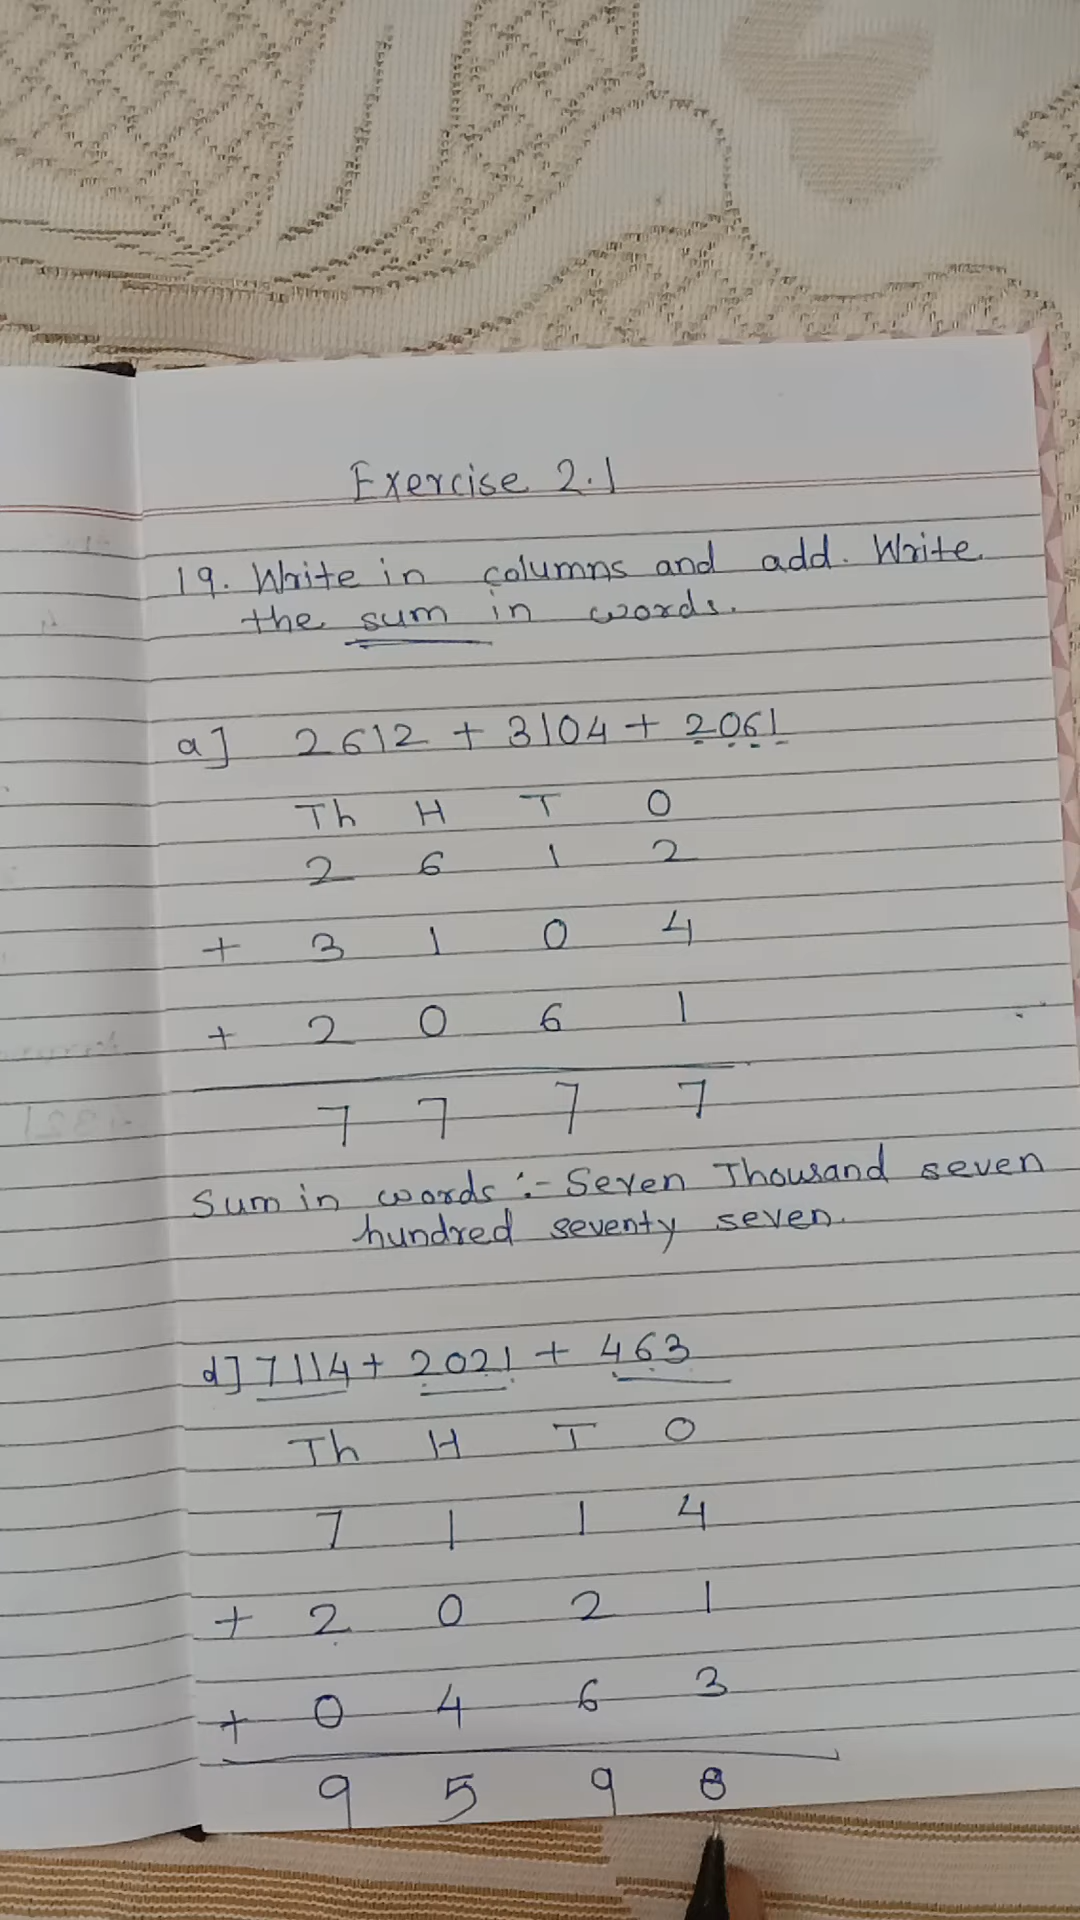 Exercise 2.1
19. Write in columns and add. Write
the sum in words.
a] 2612 + 3104 + 2061
Th H T O
2 6 1 2
+ 3 1 0 4
+ 2 0 6 1
7 7 7 7
Sum in words :- Seven Thousand seven
hundred seventy seven.
d] 7114 + 2021 + 463
Th H T O
7 1 1 4
+ 2 0 2 1
+ 0 4 6 3
9 5 9 8